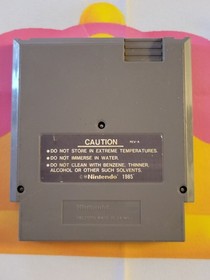 CAUTION
•DO NOT STORE IN EXTREME TEMPERATURES.
•DO NOT IMMERSE IN WATER.
•DO NOT CLEAN WITH BENZENE, THINNER,
ALCOHOL OR OTHER SUCH SOLVENTS.
©Nintendo 1985